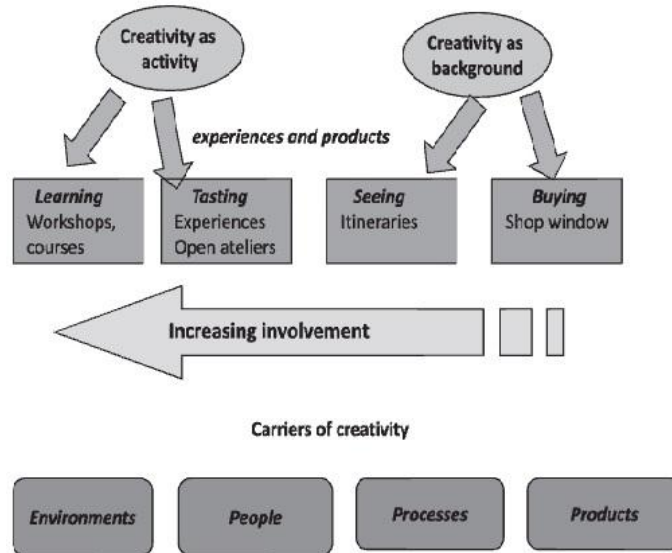 Creativity as
activity
Creativity as
background
experiences and products
Learning
Workshops,
courses
Tasting
Experiences
Open ateliers
Seeing
Itineraries
Buying
Shop window
Increasing involvement
Carriers of creativity
Environments
People
Processes
Products